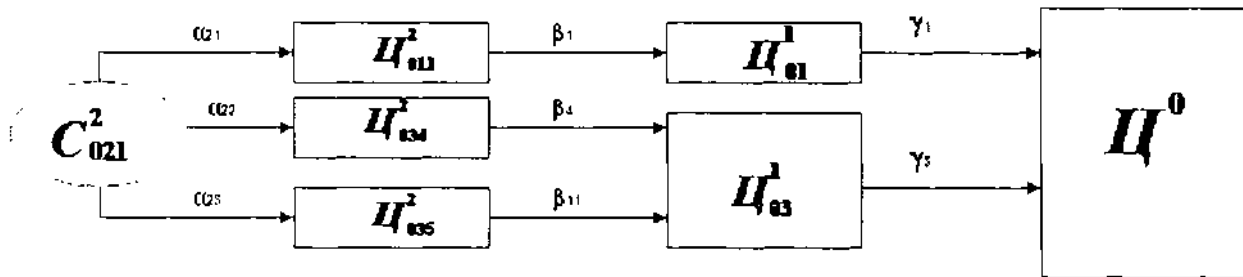 α₂₁ Ц²₀₁₁ β₁ Ц¹₀₁ γ₁
C²₀₂₁ α₂₂ Ц²₀₃₄ β₄ Ц⁰
α₂₃ Ц²₀₃₅ β₁₁ Ц¹₀₃ γ₃